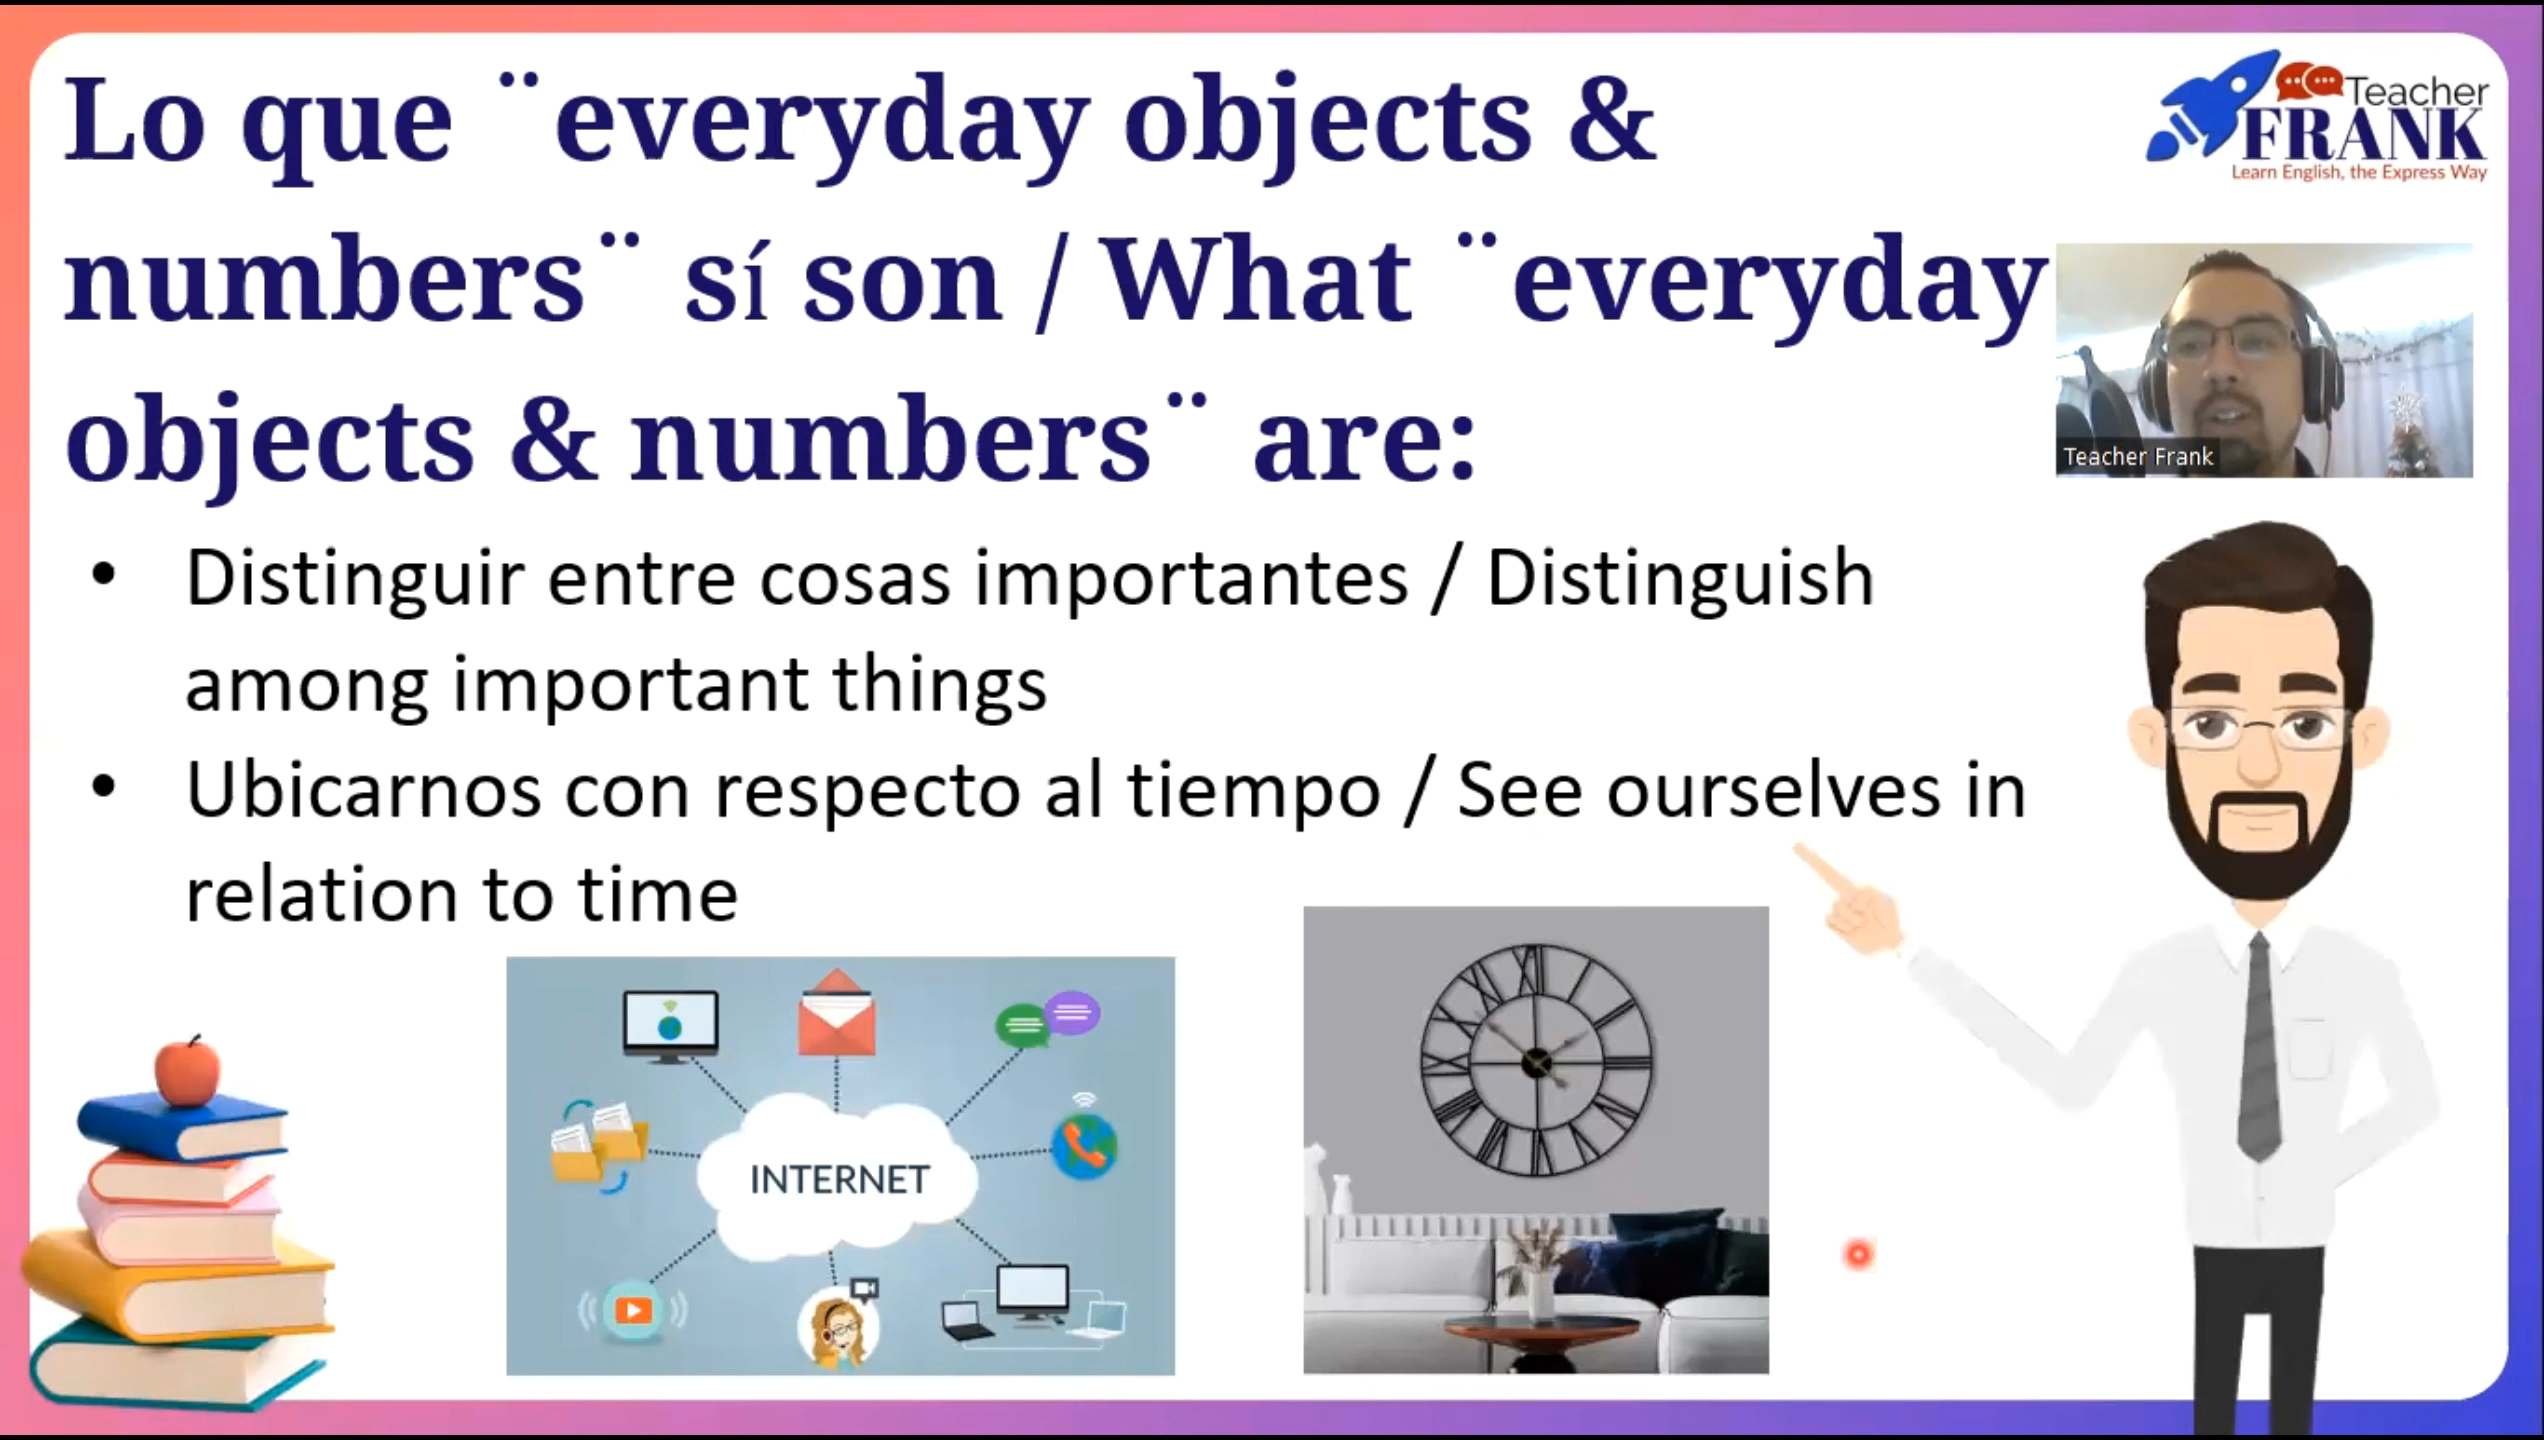 Lo que ¨everyday objects &
numbers¨ sí son / What ¨everyday
objects & numbers¨ are:
Teacher
FRANK
Learn English, the Express Way
Teacher Frank
• Distinguir entre cosas importantes / Distinguish
among important things
• Ubicarnos con respecto al tiempo / See ourselves in
relation to time
INTERNET